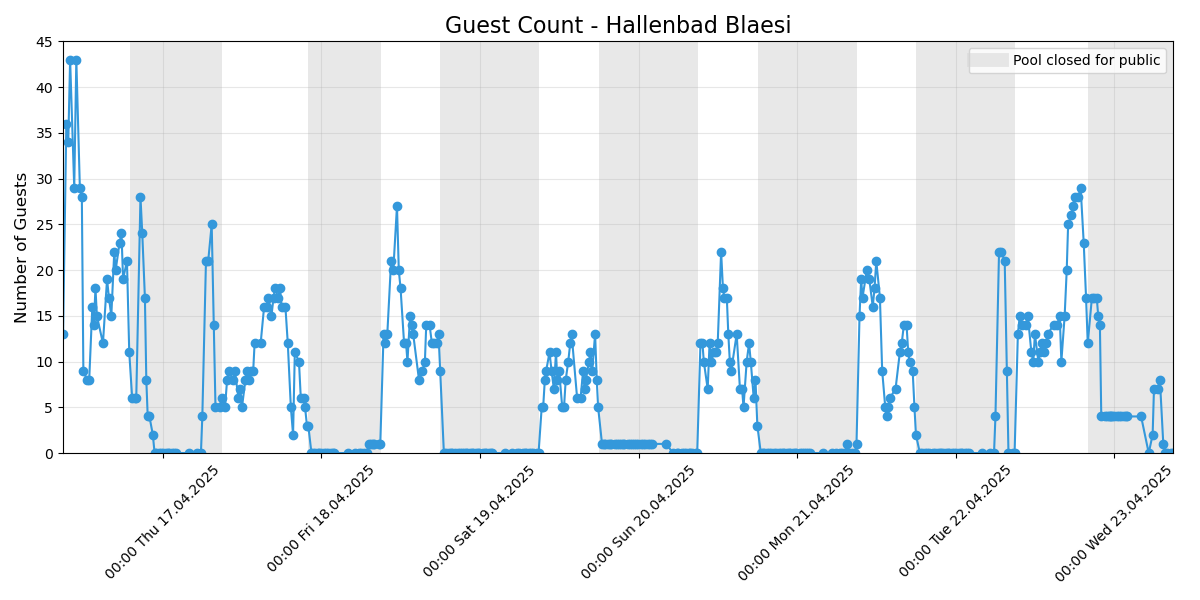 Guest Count - Hallenbad Blaesi
Pool closed for public
Number of Guests
45
40
35
30
25
20
15
10
5
0
00:00 Thu 17.04.2025
00:00 Fri 18.04.2025
00:00 Sat 19.04.2025
00:00 Sun 20.04.2025
00:00 Mon 21.04.2025
00:00 Tue 22.04.2025
00:00 Wed 23.04.2025